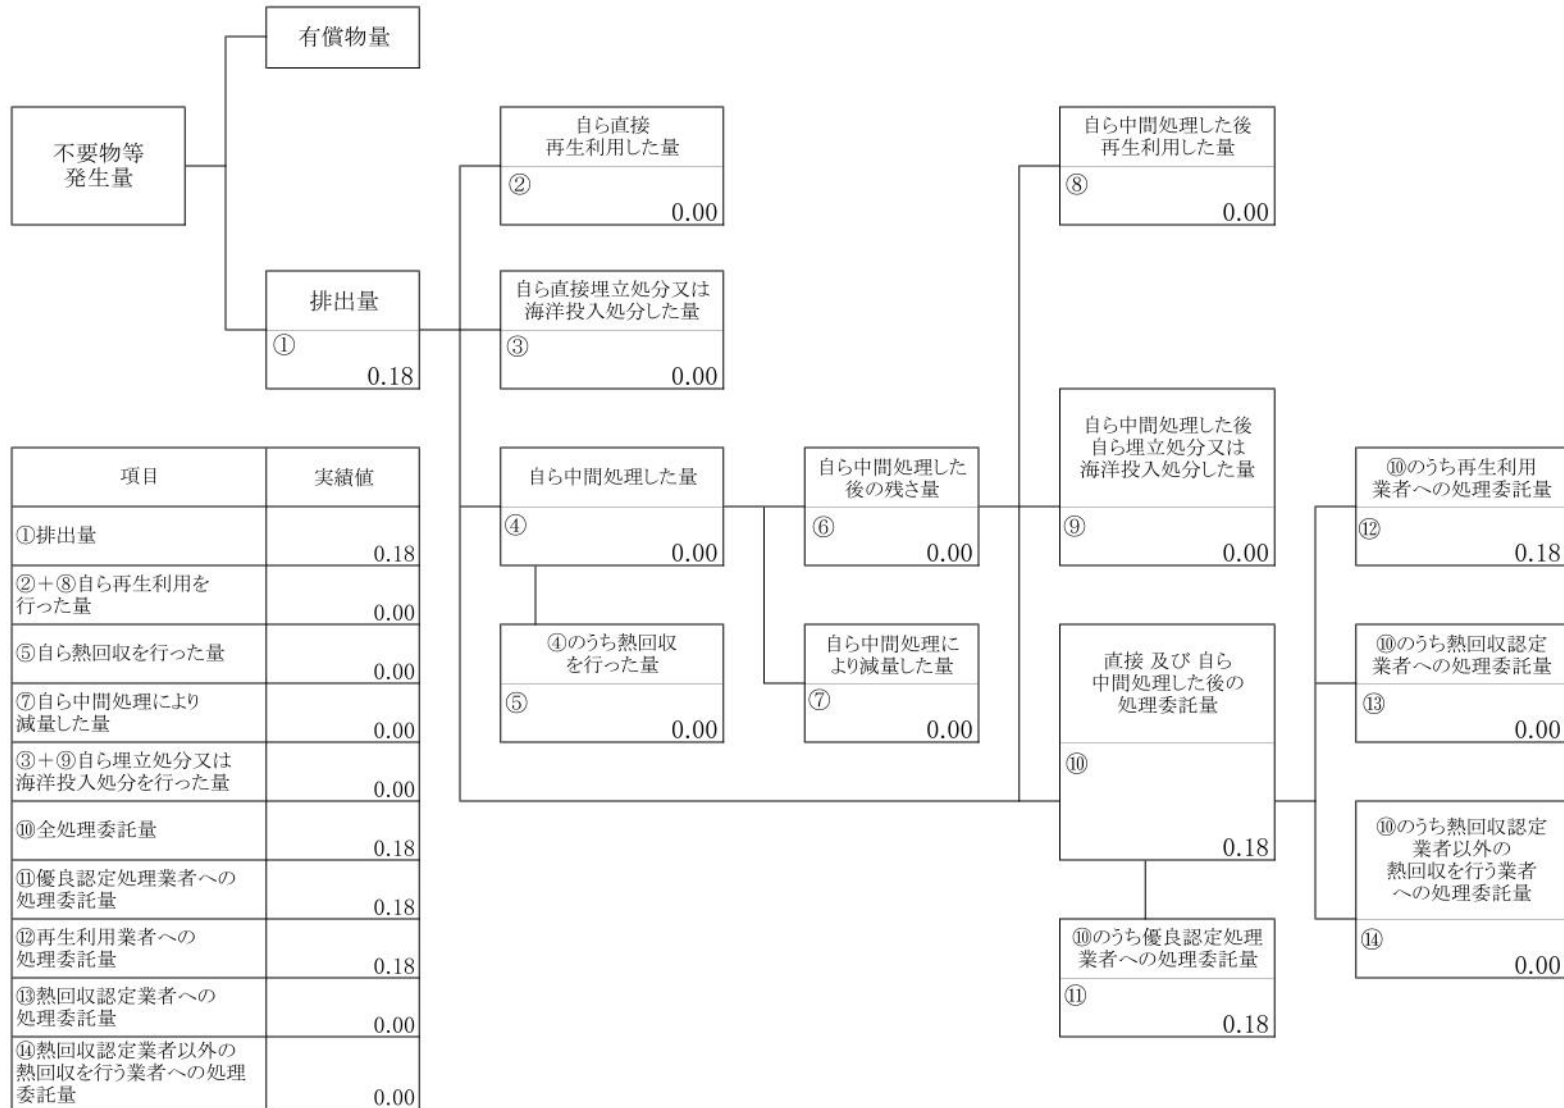 有償物量
不要物等
発生量
自ら直接
再生利用した量
②
0.00
自ら中間処理した後
再生利用した量
⑧
0.00
排出量
①
0.18
自ら直接埋立処分又は
海洋投入処分した量
③
0.00
自ら中間処理した量
④
0.00
自ら中間処理した
後の残さ量
⑥
0.00
自ら中間処理した後
自ら埋立処分又は
海洋投入処分した量
⑨
0.00
⑩のうち再生利用
業者への処理委託量
⑫
0.18
④のうち熱回収
を行った量
⑤
0.00
自ら中間処理に
より減量した量
⑦
0.00
直接 及び 自ら
中間処理した後の
処理委託量
⑩
0.18
⑩のうち熱回収認定
業者への処理委託量
⑬
0.00
⑩のうち熱回収認定
業者以外の
熱回収を行う業者
への処理委託量
⑭
0.00
⑩のうち優良認定処理
業者への処理委託量
⑪
0.18
項目 実績値
①排出量
0.18
②+⑧自ら再生利用を
行った量
0.00
⑤自ら熱回収を行った量
0.00
⑦自ら中間処理により
減量した量
0.00
③+⑨自ら埋立処分又は
海洋投入処分を行った量
0.00
⑩全処理委託量
0.18
⑪優良認定処理業者への
処理委託量
0.18
⑫再生利用業者への
処理委託量
0.18
⑬熱回収認定業者への
処理委託量
0.00
⑭熱回収認定業者以外の
熱回収を行う業者への処理
委託量
0.00